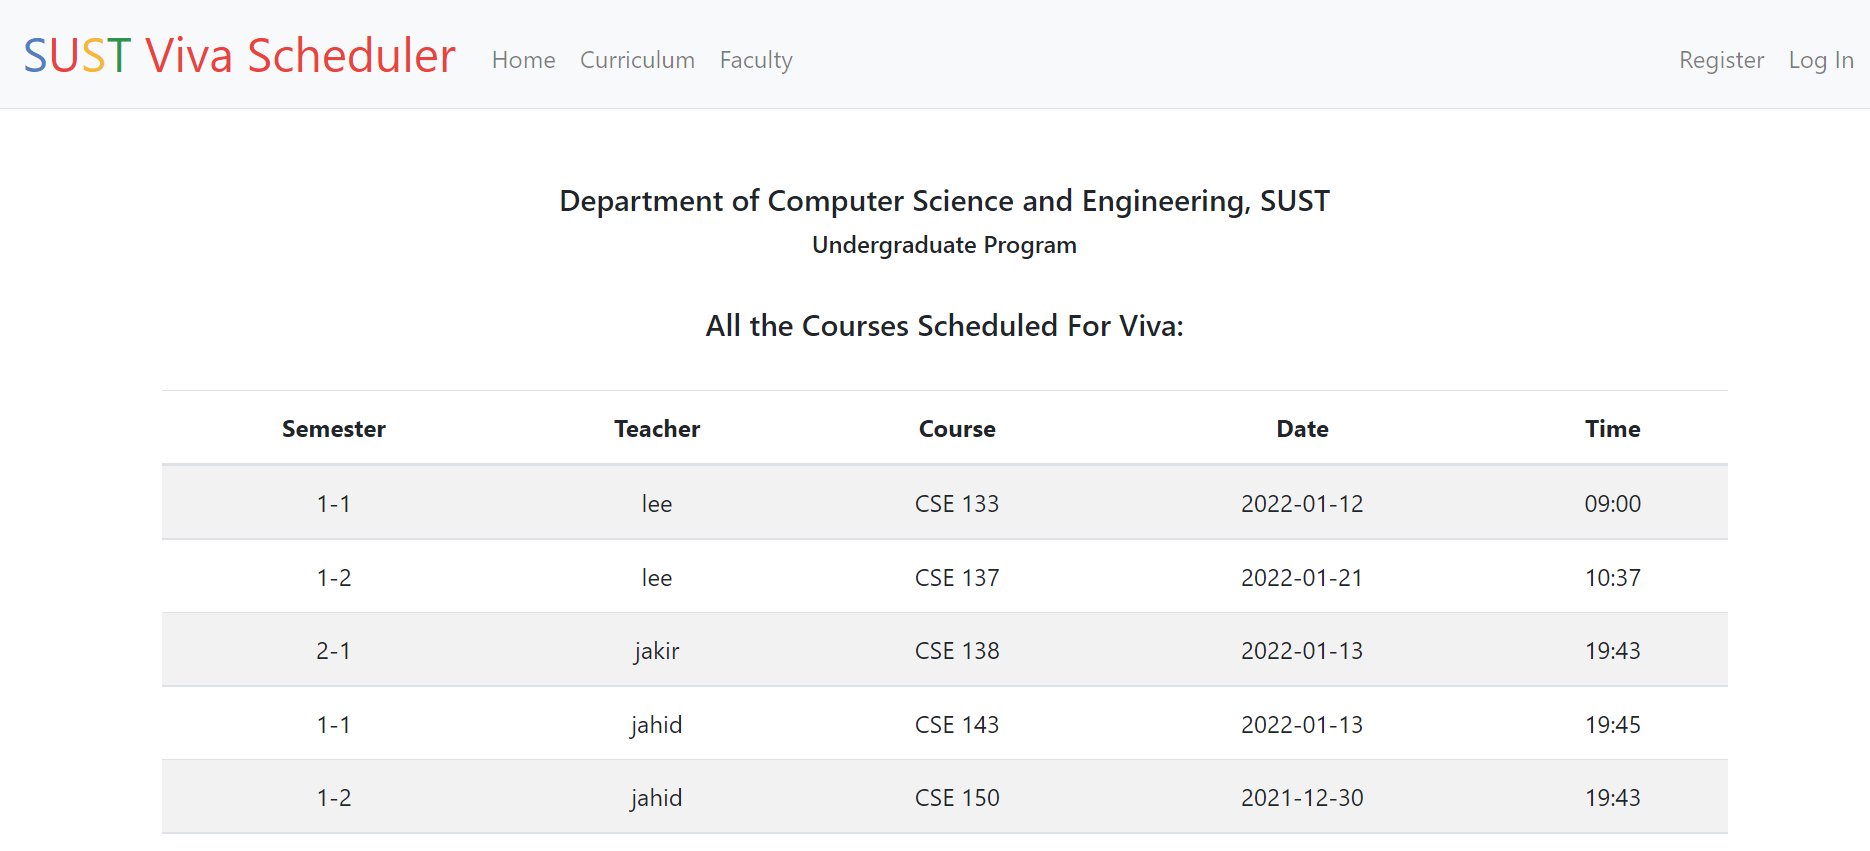 SUST Viva Scheduler Home Curriculum Faculty Register Log In
Department of Computer Science and Engineering, SUST
Undergraduate Program
All the Courses Scheduled For Viva:
Semester Teacher Course Date Time
1-1 lee CSE 133 2022-01-12 09:00
1-2 lee CSE 137 2022-01-21 10:37
2-1 jakir CSE 138 2022-01-13 19:43
1-1 jahid CSE 143 2022-01-13 19:45
1-2 jahid CSE 150 2021-12-30 19:43